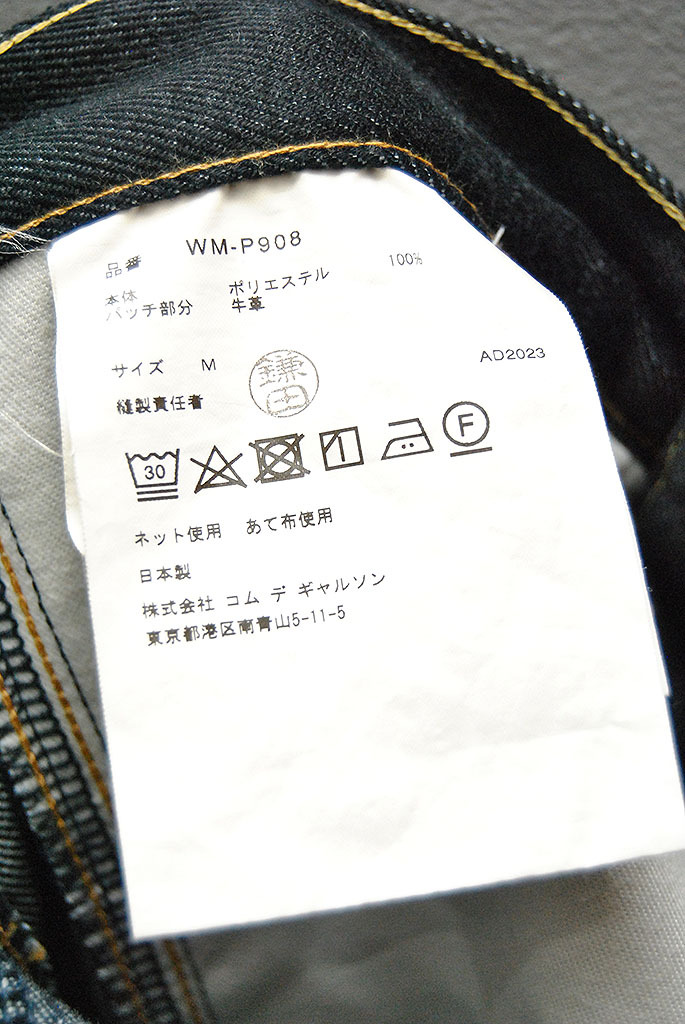 品番 WM-P908
本体 ポリエステル 100%
パッチ部分 牛革
サイズ M
AD2023
縫製責任者 鎌田
30
F
ネット使用 あて布使用
日本製
株式会社 コム デ ギャルソン
東京都港区南青山5-11-5